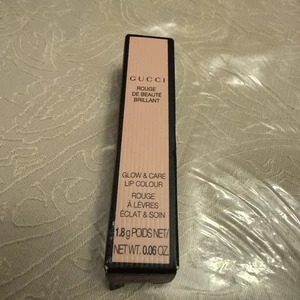 GUCCI
ROUGE
DE BEAUTÉ
BRILLANT
GLOW & CARE
LIP COLOUR
ROUGE
À LÈVRES
ÉCLAT & SOIN
1.8 g POIDS NET/
NET WT. 0.06 OZ.